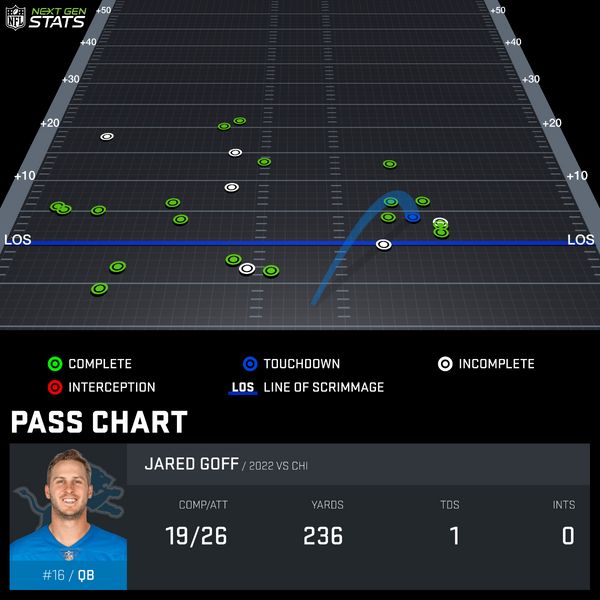 NFL NEXT GEN STATS
+50 +50
+30 +30
+20 +20
+10 +10
LOS LOS
COMPLETE TOUCHDOWN INCOMPLETE
INTERCEPTION LOS LINE OF SCRIMMAGE
PASS CHART
JARED GOFF / 2022 VS CHI
COMP/ATT YARDS TDS INTS
19/26 236 1 0
#16 / QB